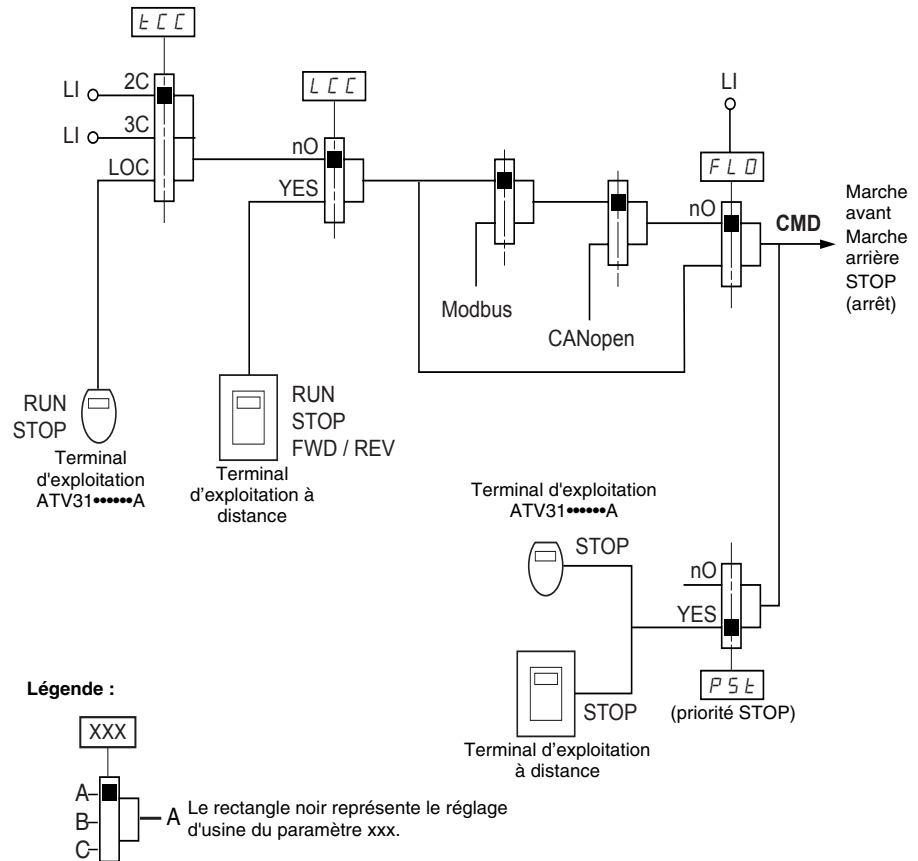 tCC
LI
2C
LI
3C
LOC
LCC
nO
YES
LI
FLO
nO
CMD
Marche
avant
Marche
arrière
STOP
(arrêt)
Modbus
CANopen
RUN
STOP
Terminal
d'exploitation
ATV31••••••A
RUN
STOP
FWD / REV
Terminal
d'exploitation à
distance
Terminal d'exploitation
ATV31••••••A
STOP
nO
YES
PSt
(priorité STOP)
STOP
Terminal d'exploitation
à distance
Légende :
XXX
A
B
C
A
Le rectangle noir représente le réglage
d'usine du paramètre xxx.